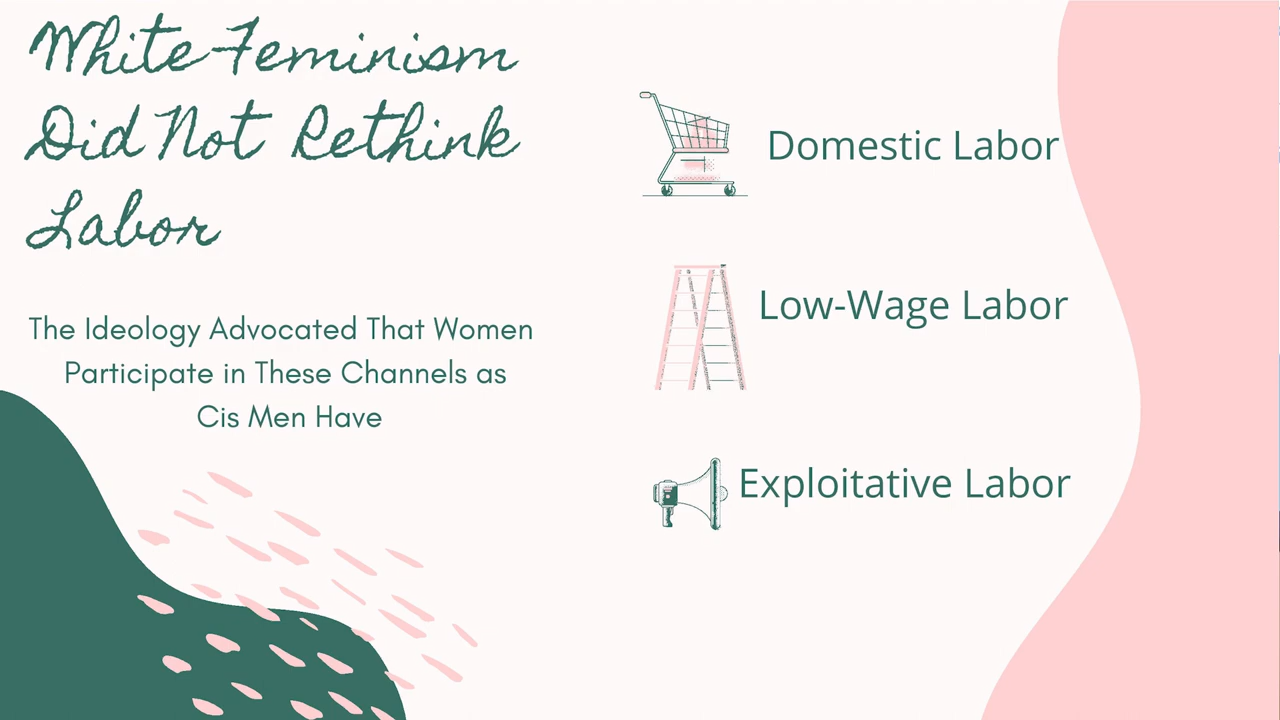 White Feminism
Did Not Rethink
Labor
The Ideology Advocated That Women
Participate in These Channels as
Cis Men Have
Domestic Labor
Low-Wage Labor
Exploitative Labor